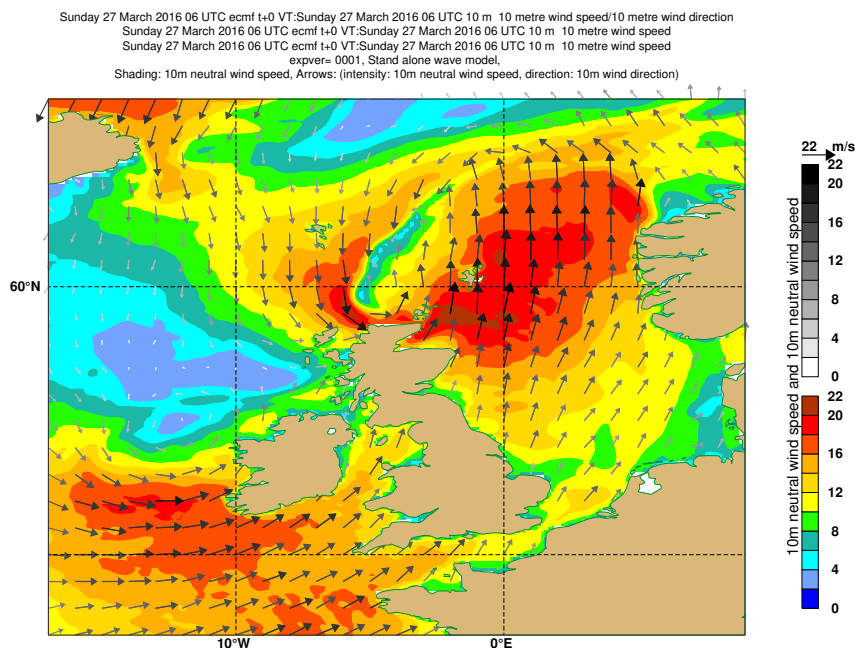 Sunday 27 March 2016 06 UTC ecmf t+0 VT:Sunday 27 March 2016 06 UTC 10 m 10 metre wind speed/10 metre wind direction
Sunday 27 March 2016 06 UTC ecmf t+0 VT:Sunday 27 March 2016 06 UTC 10 m 10 metre wind speed
Sunday 27 March 2016 06 UTC ecmf t+0 VT:Sunday 27 March 2016 06 UTC 10 m 10 metre wind speed
expver= 0001, Stand alone wave model,
Shading: 10m neutral wind speed, Arrows: (intensity: 10m neutral wind speed, direction: 10m wind direction)
22 m/s
22
20
16
12
8
4
0
22
20
16
12
8
4
0
10m neutral wind speed and 10m neutral wind speed
60°N
10°W
0°E